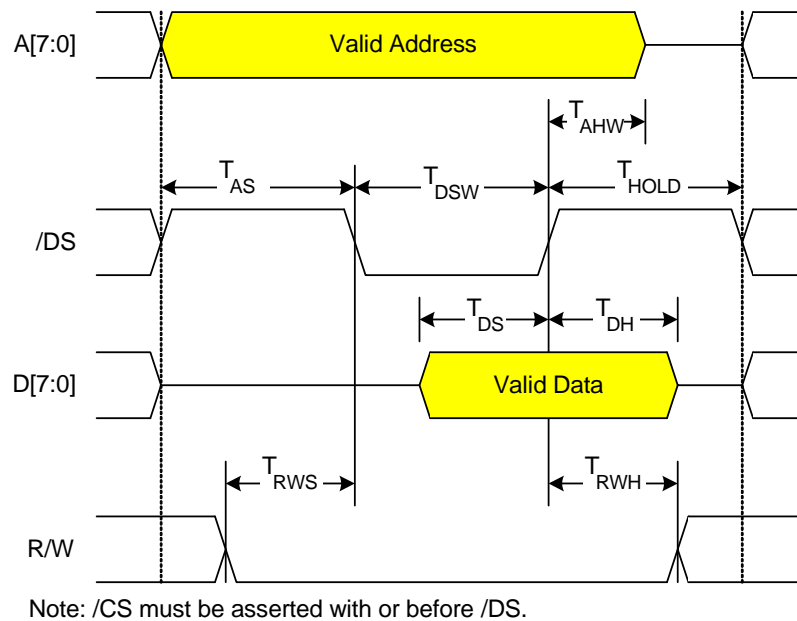 A[7:0]
Valid Address
TAHW
TAS
TDSW
THOLD
/DS
TDS
TDH
D[7:0]
Valid Data
TRWS
TRWH
R/W
Note: /CS must be asserted with or before /DS.